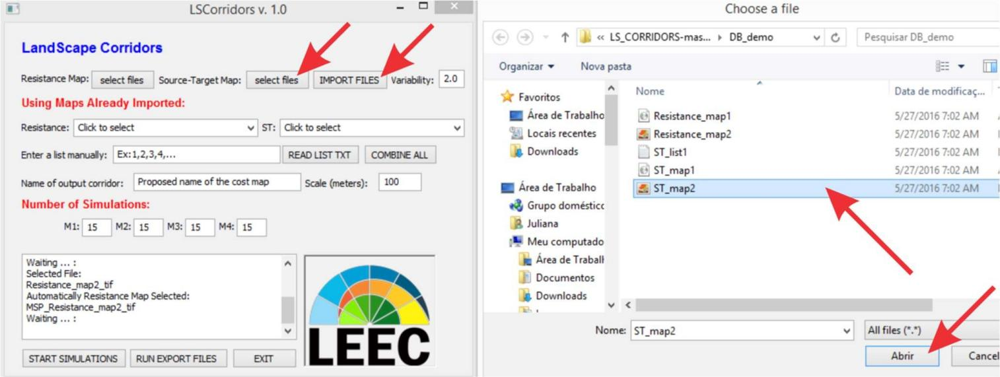 LSCorridors v. 1.0
LandScape Corridors
Resistance Map: select files Source-Target Map: select files IMPORT FILES Variability: 2.0
Using Maps Already Imported:
Resistance: Click to select ST: Click to select
Enter a list manually: Ex:1,2,3,4,... READ LIST TXT COMBINE ALL
Name of output corridor: Proposed name of the cost map Scale (meters): 100
Number of Simulations:
M1: 15 M2: 15 M3: 15 M4: 15
Waiting ... :
Selected File:
Resistance_map2_tif
Automatically Resistance Map Selected:
MSP_Resistance_map2_tif
Waiting ... :
LEEC
START SIMULATIONS RUN EXPORT FILES EXIT
Choose a file
« LS_CORRIDORS-mas... DB_demo Pesquisar DB_demo
Organizar Nova pasta
Favoritos
Área de Trabalho
Locais recentes
Downloads
Área de Trabalho
Grupo doméstic
Juliana
Meu computado
Área de Trabal
Documentos
Downloads
Nome Data de modificaç...
Resistance_map1 5/27/2016 7:02 AM
Resistance_map2 5/27/2016 7:02 AM
ST_list1 5/27/2016 7:02 AM
ST_map1 5/27/2016 7:02 AM
ST_map2 5/27/2016 7:02 AM
Nome: ST_map2 All files (*.*)
Abrir Cancel